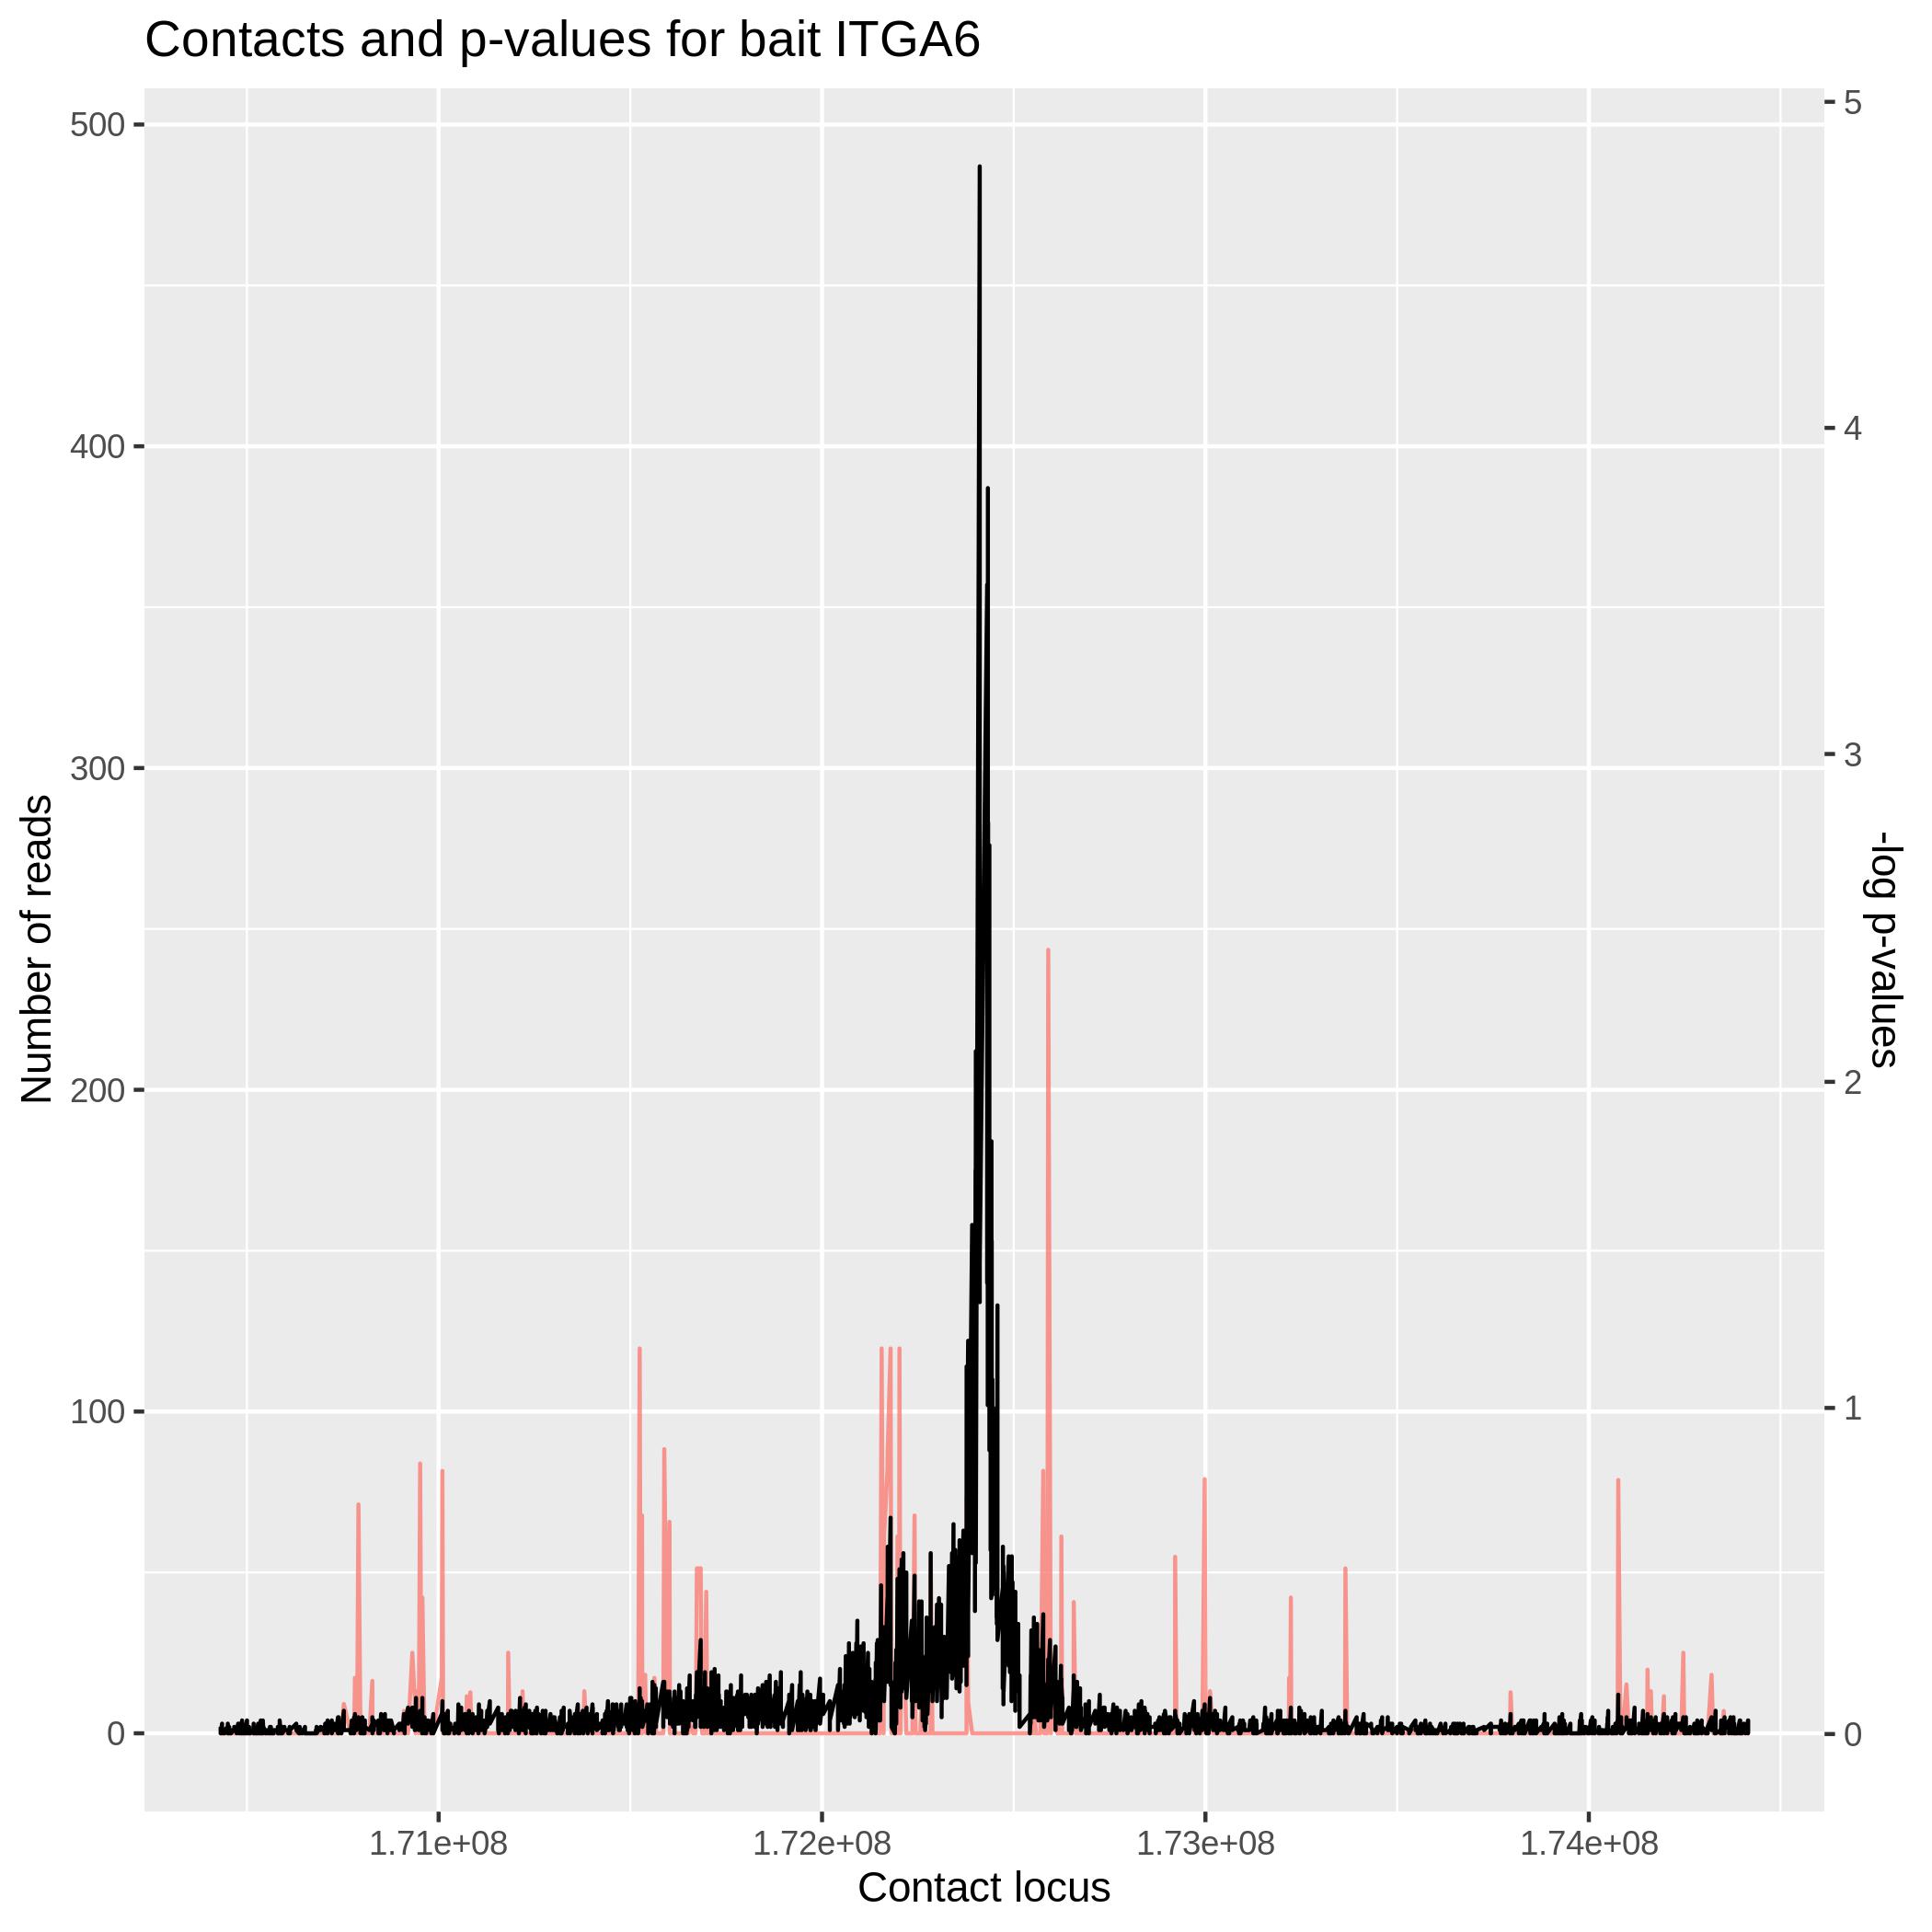 Contacts and p-values for bait ITGA6
500
400
300
200
100
0
Number of reads
5
4
3
2
1
0
-log p-values
1.71e+08
1.72e+08
1.73e+08
1.74e+08
Contact locus